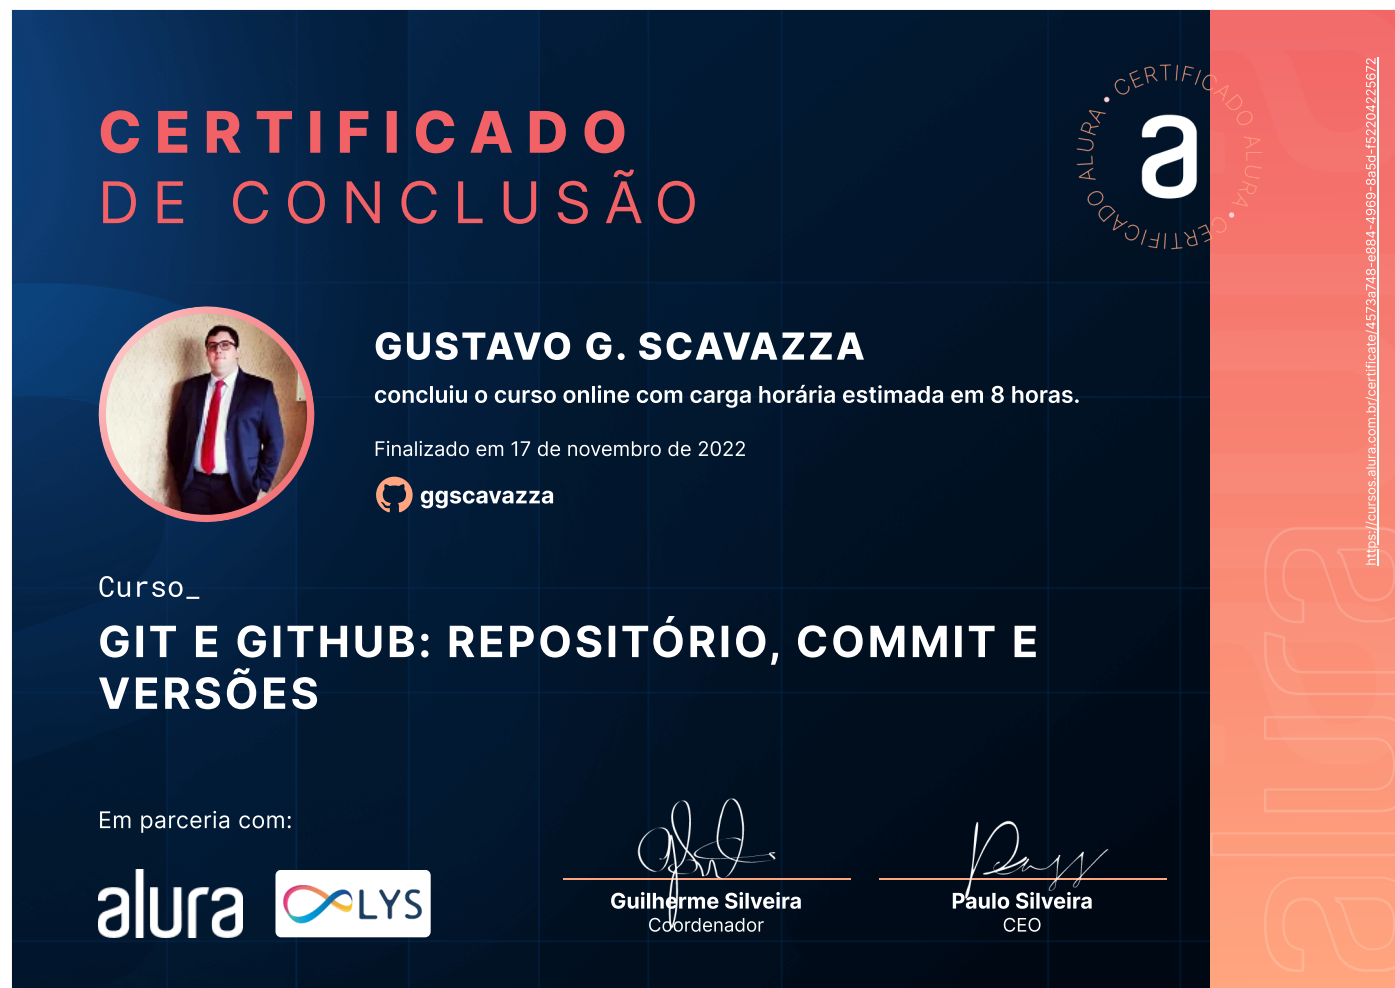 CERTIFICADO
DE CONCLUSÃO
CERTIFICADO ALURA • CERTIFICADO ALURA •
a
https://cursos.alura.com.br/certificate/4573a748-e884-4969-8a5d-f52204225672
GUSTAVO G. SCAVAZZA
concluiu o curso online com carga horária estimada em 8 horas.
Finalizado em 17 de novembro de 2022
ggscavazza
Curso_
GIT E GITHUB: REPOSITÓRIO, COMMIT E
VERSÕES
Em parceria com:
alura
LYS
Guilherme Silveira
Coordenador
Paulo Silveira
CEO
alura